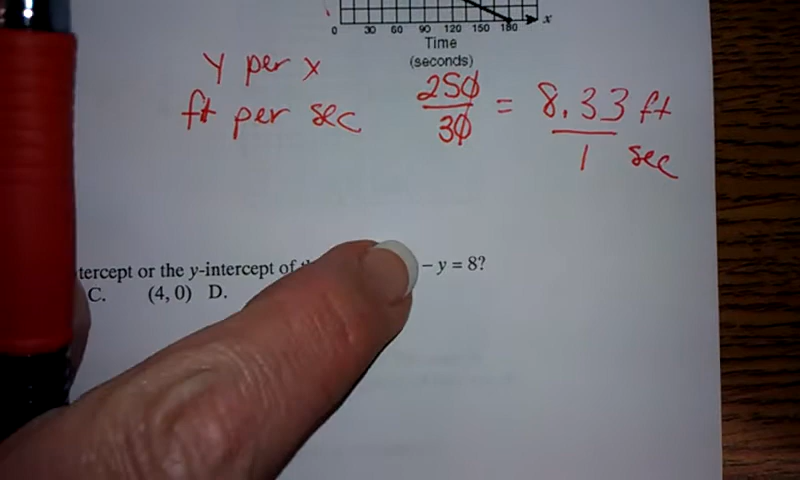 0 30 60 90 120 150 180 x
Time
(seconds)
y per x
ft per sec
250/30 = 8.33 ft/1 sec
tercept or the y-intercept of – y = 8?
C. (4, 0) D.